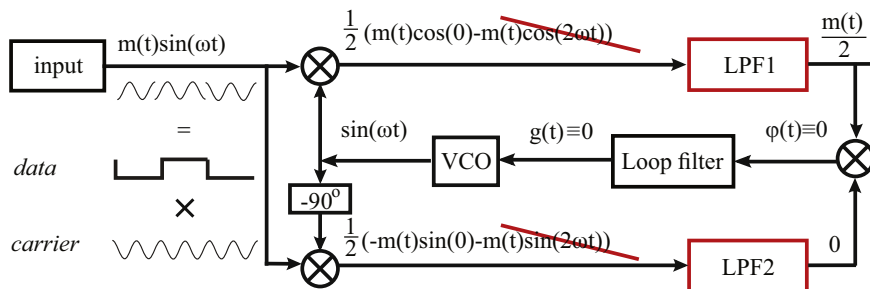 m(t)sin(ωt)
1/2 (m(t)cos(0)-m(t)cos(2ωt))
m(t)/2
input
LPF1
=
sin(ωt)
g(t)≡0
φ(t)≡0
VCO
Loop filter
data
×
-90°
carrier
1/2 (-m(t)sin(0)-m(t)sin(2ωt))
0
LPF2